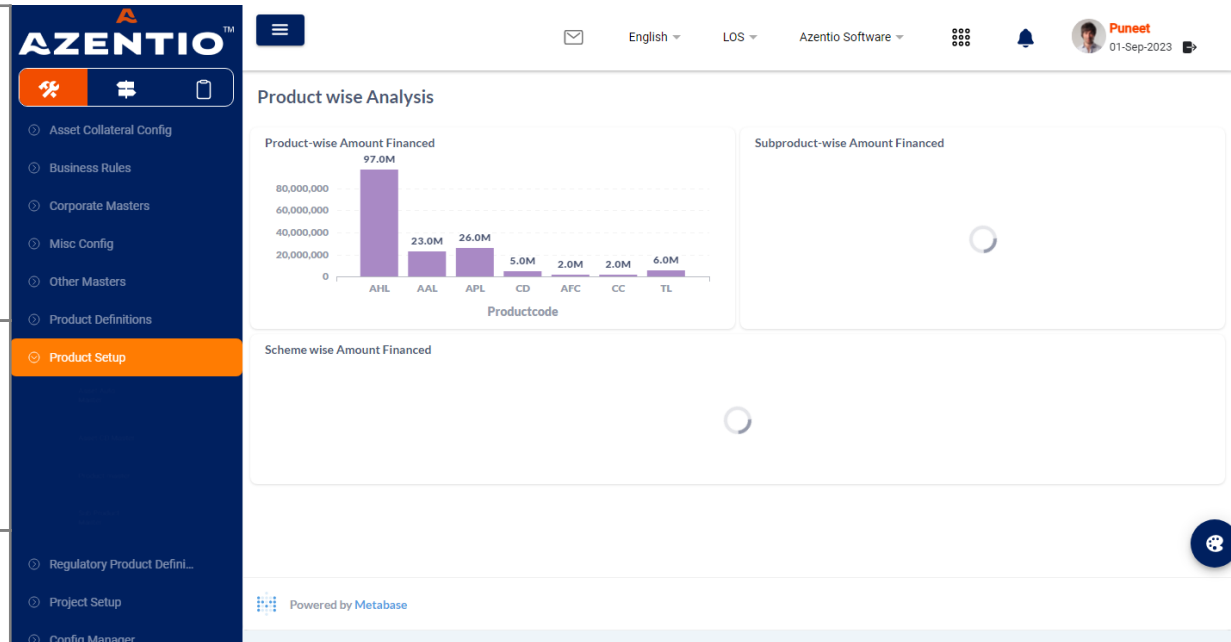 AZENTIO™
English
LOS
Azentio Software
Puneet
01-Sep-2023
Asset Collateral Config
Business Rules
Corporate Masters
Misc Config
Other Masters
Product Definitions
Product Setup
Regulatory Product Defini...
Project Setup
Config Manager
Product wise Analysis
Product-wise Amount Financed
97.0M
80,000,000
60,000,000
40,000,000
20,000,000
0
23.0M
26.0M
5.0M
2.0M
2.0M
6.0M
AHL AAL APL CD AFC CC TL
Productcode
Subproduct-wise Amount Financed
Scheme wise Amount Financed
Powered by Metabase